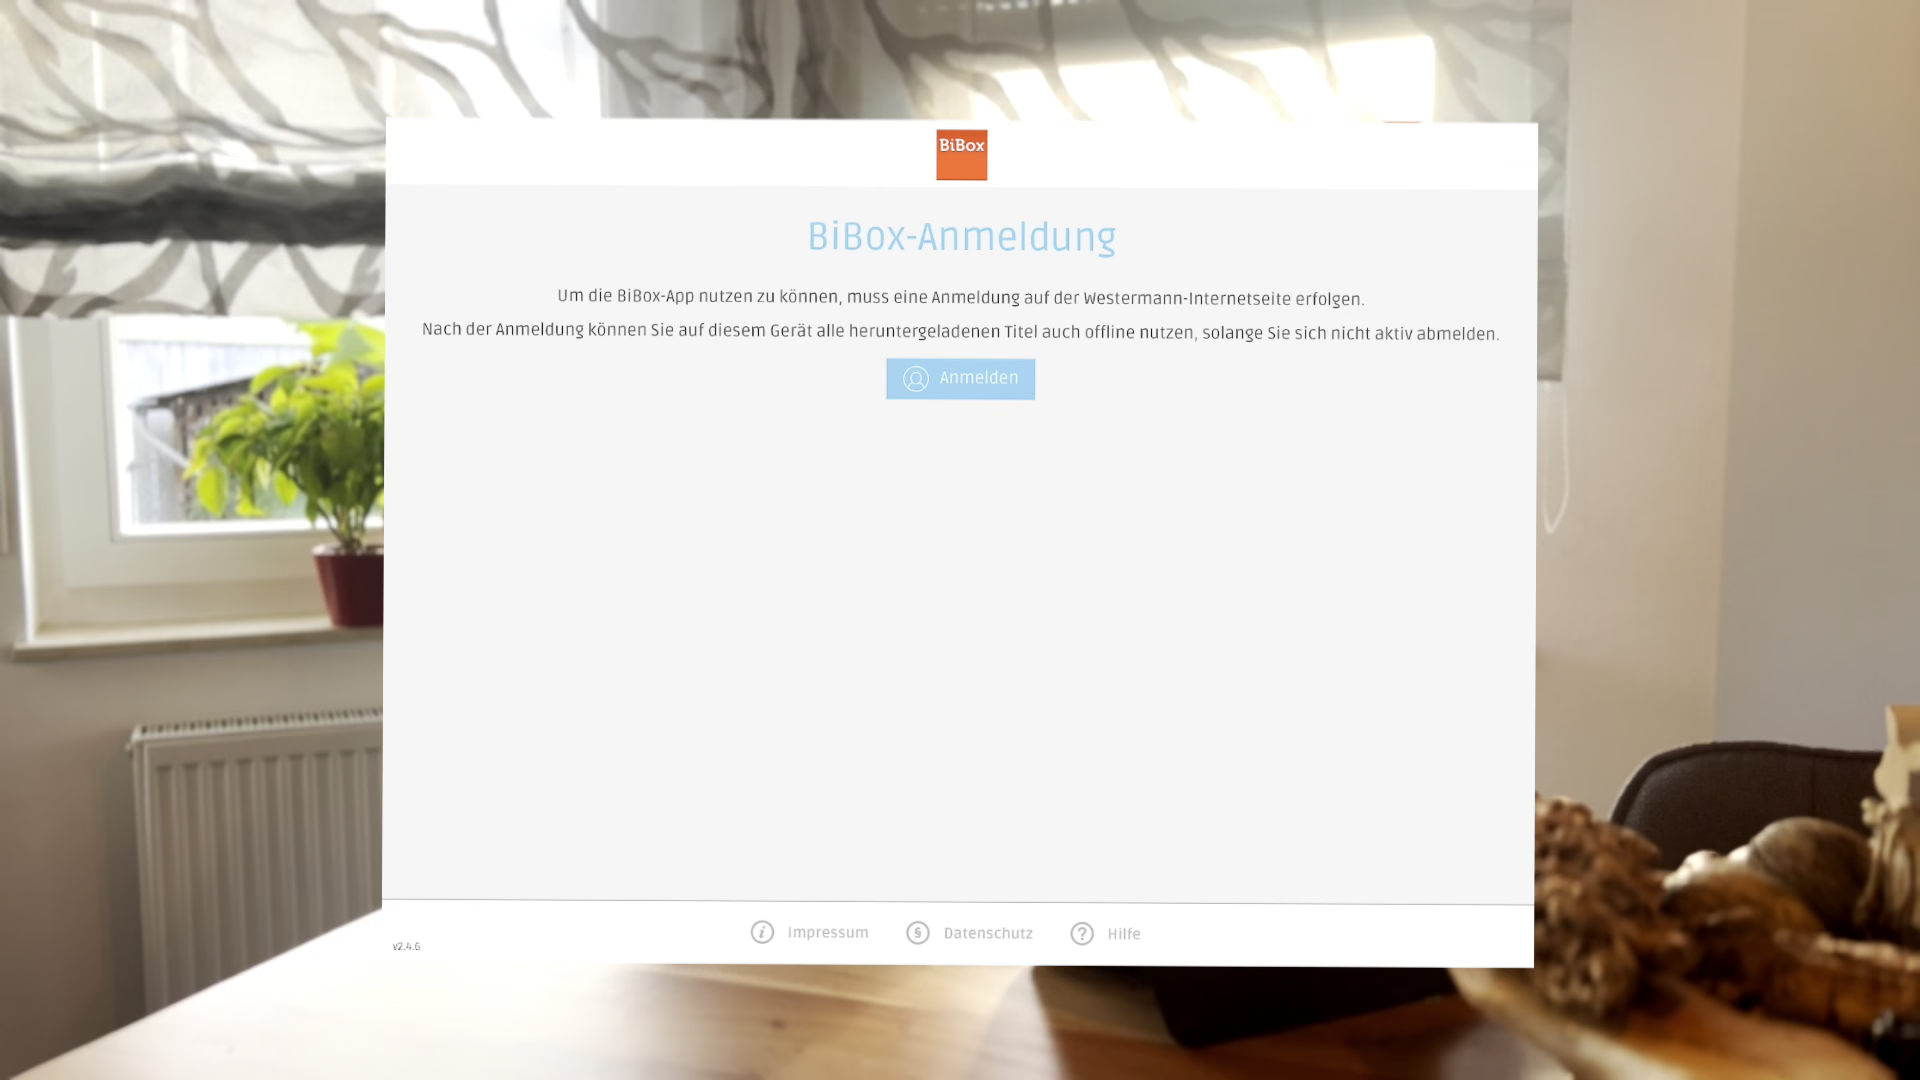 BiBox
BiBox-Anmeldung
Um die BiBox-App nutzen zu können, muss eine Anmeldung auf der Westermann-Internetseite erfolgen.
Nach der Anmeldung können Sie auf diesem Gerät alle heruntergeladenen Titel auch offline nutzen, solange Sie sich nicht aktiv abmelden.
Anmelden
v2.4.6
Impressum
Datenschutz
Hilfe